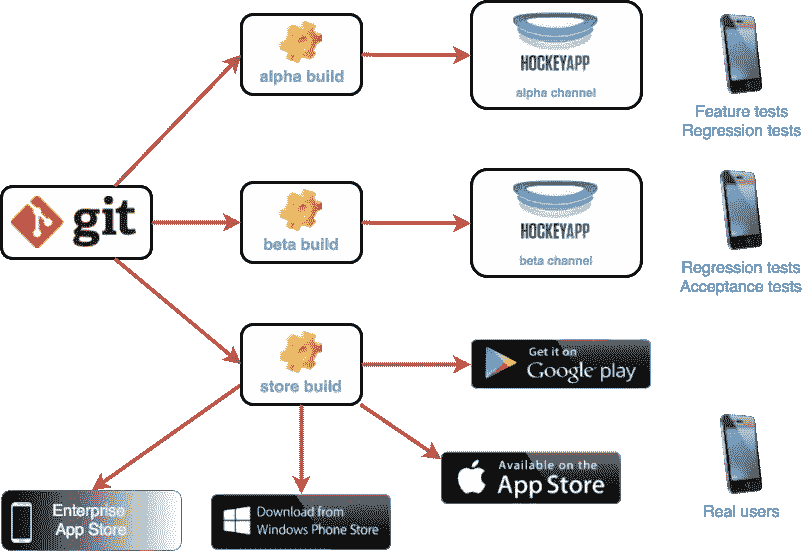 alpha build
HOCKEYAPP
alpha channel
Feature tests
Regression tests
git
beta build
HOCKEYAPP
beta channel
Regression tests
Acceptance tests
store build
Get it on
Google play
Available on the
App Store
Enterprise
App Store
Download from
Windows Phone Store
Real users